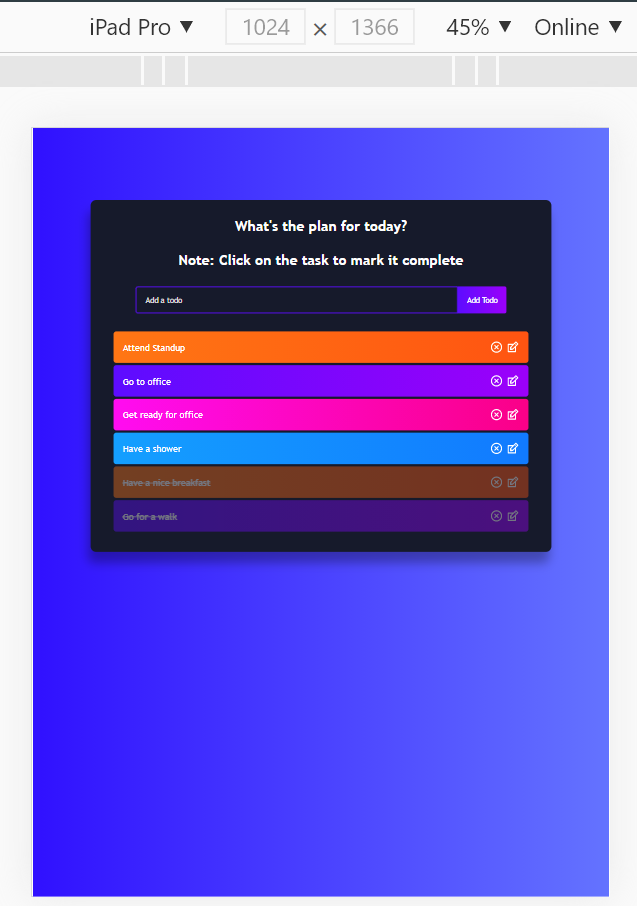 iPad Pro ▼ 1024 × 1366 45% ▼ Online ▼
What's the plan for today?
Note: Click on the task to mark it complete
Add a todo Add Todo
Attend Standup
Go to office
Get ready for office
Have a shower
Have a nice breakfast
Go for a walk